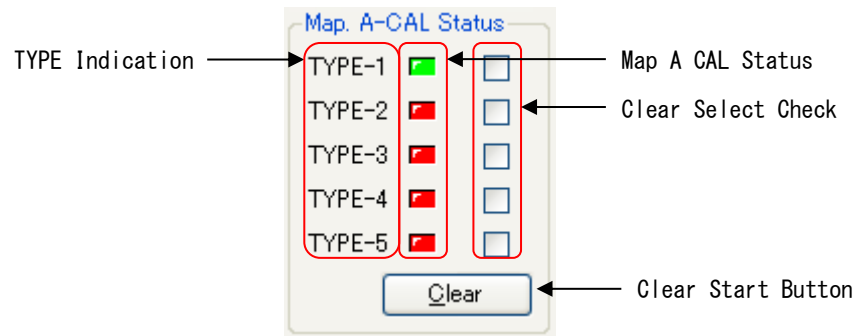 Map. A-CAL Status
TYPE Indication
TYPE-1
Map A CAL Status
TYPE-2
Clear Select Check
TYPE-3
TYPE-4
TYPE-5
Clear
Clear Start Button